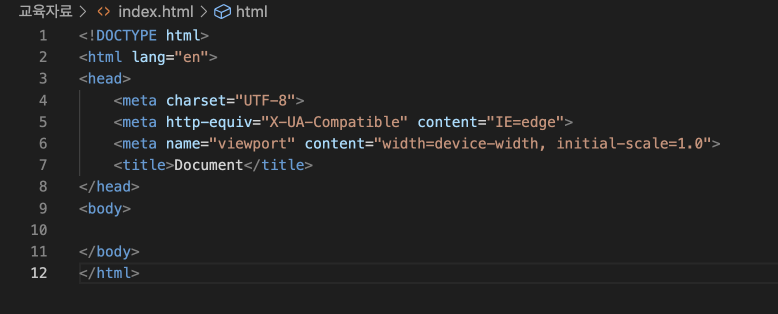 교육자료 > <> index.html > html
1 <!DOCTYPE html>
2 <html lang="en">
3 <head>
4     <meta charset="UTF-8">
5     <meta http-equiv="X-UA-Compatible" content="IE=edge">
6     <meta name="viewport" content="width=device-width, initial-scale=1.0">
7     <title>Document</title>
8 </head>
9 <body>
10
11 </body>
12 </html>